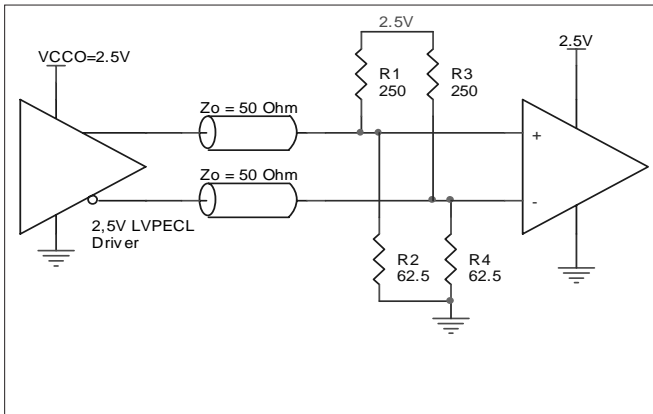 2.5V
VCCO=2.5V
2.5V
R1
250
R3
250
Zo = 50 Ohm
+
Zo = 50 Ohm
-
2,5V LVPECL
Driver
R2
62.5
R4
62.5